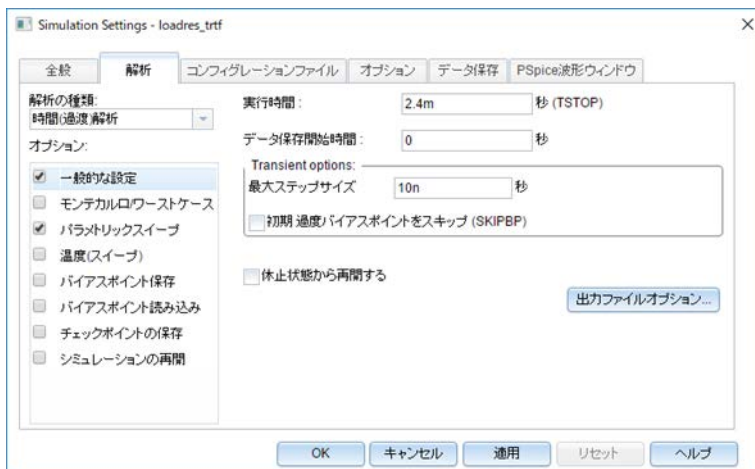 Simulation Settings - loadres_trtf
全般
解析
コンフィグレーションファイル
オプション
データ保存
PSpice波形ウィンドウ
解析の種類:
時間(過渡)解析
オプション:
一般的な設定
モンテカルロ/ワーストケース
パラメトリックスイープ
温度(スイープ)
バイアスポイント保存
バイアスポイント読み込み
チェックポイントの保存
シミュレーションの再開
実行時間 : 2.4m 秒 (TSTOP)
データ保存開始時間 : 0 秒
Transient options:
最大ステップサイズ 10n 秒
初期 過度バイアスポイントをスキップ (SKIPBP)
休止状態から再開する
出力ファイルオプション...
OK
キャンセル
適用
リセット
ヘルプ